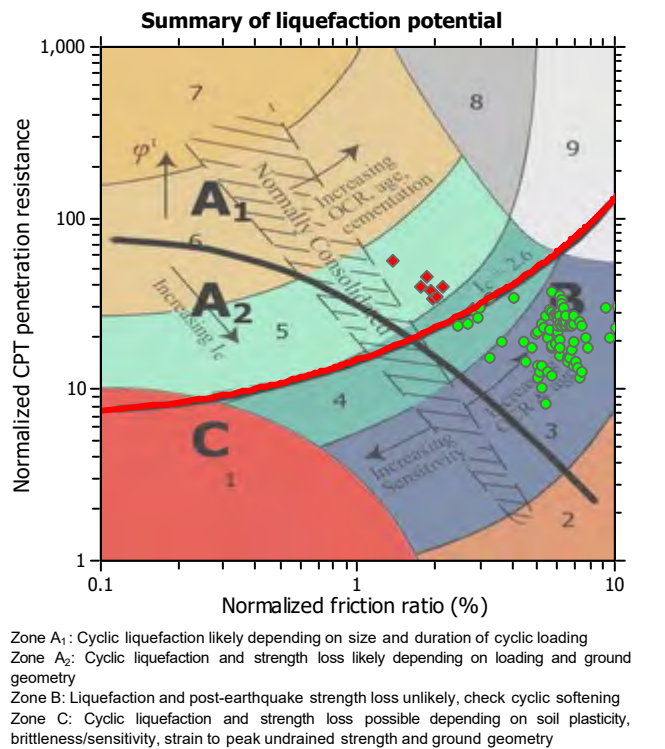 Summary of liquefaction potential
Normalized CPT penetration resistance
1,000
100
10
1
7
8
9
φ'
A1
Normally Consolidated
Increasing
OCR, age,
cementation
6
A2
Increasing Ic
5
Ic = 2.6
B
4
C
1
Increasing
Sensitivity
Increasing
OCR & age
3
2
0.1
1
10
Normalized friction ratio (%)
Zone A1: Cyclic liquefaction likely depending on size and duration of cyclic loading
Zone A2: Cyclic liquefaction and strength loss likely depending on loading and ground
geometry
Zone B: Liquefaction and post-earthquake strength loss unlikely, check cyclic softening
Zone C: Cyclic liquefaction and strength loss possible depending on soil plasticity,
brittleness/sensitivity, strain to peak undrained strength and ground geometry